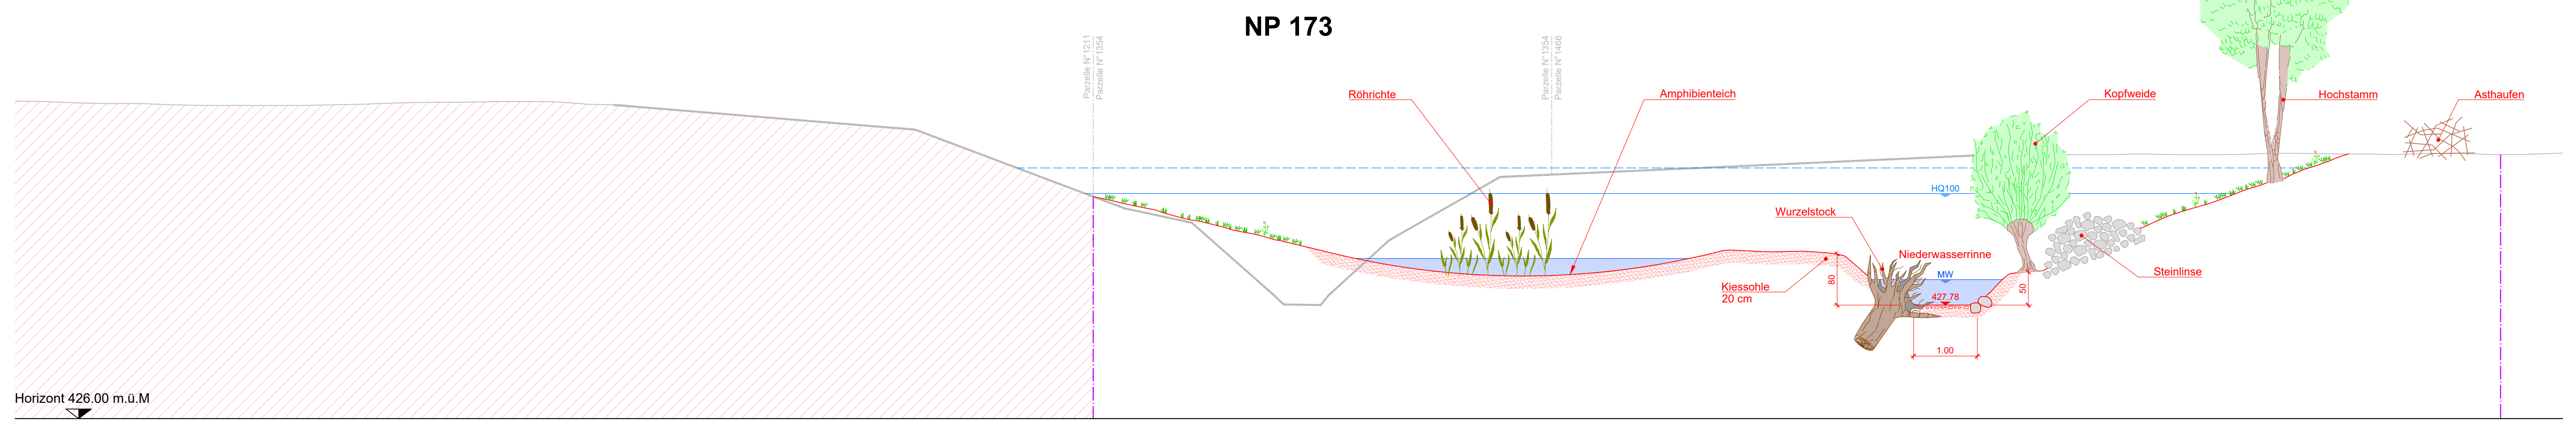 NP 173
Parzelle N°1211
Parzelle N°1354
Parzelle N°1354
Parzelle N°1466
Röhrichte
Amphibienteich
Kopfweide
Hochstamm
Asthaufen
HQ100
Wurzelstock
Niederwasserrinne
MW
427.78
Kiessohle
20 cm
80
50
Steinlinse
1.00
Horizont 426.00 m.ü.M